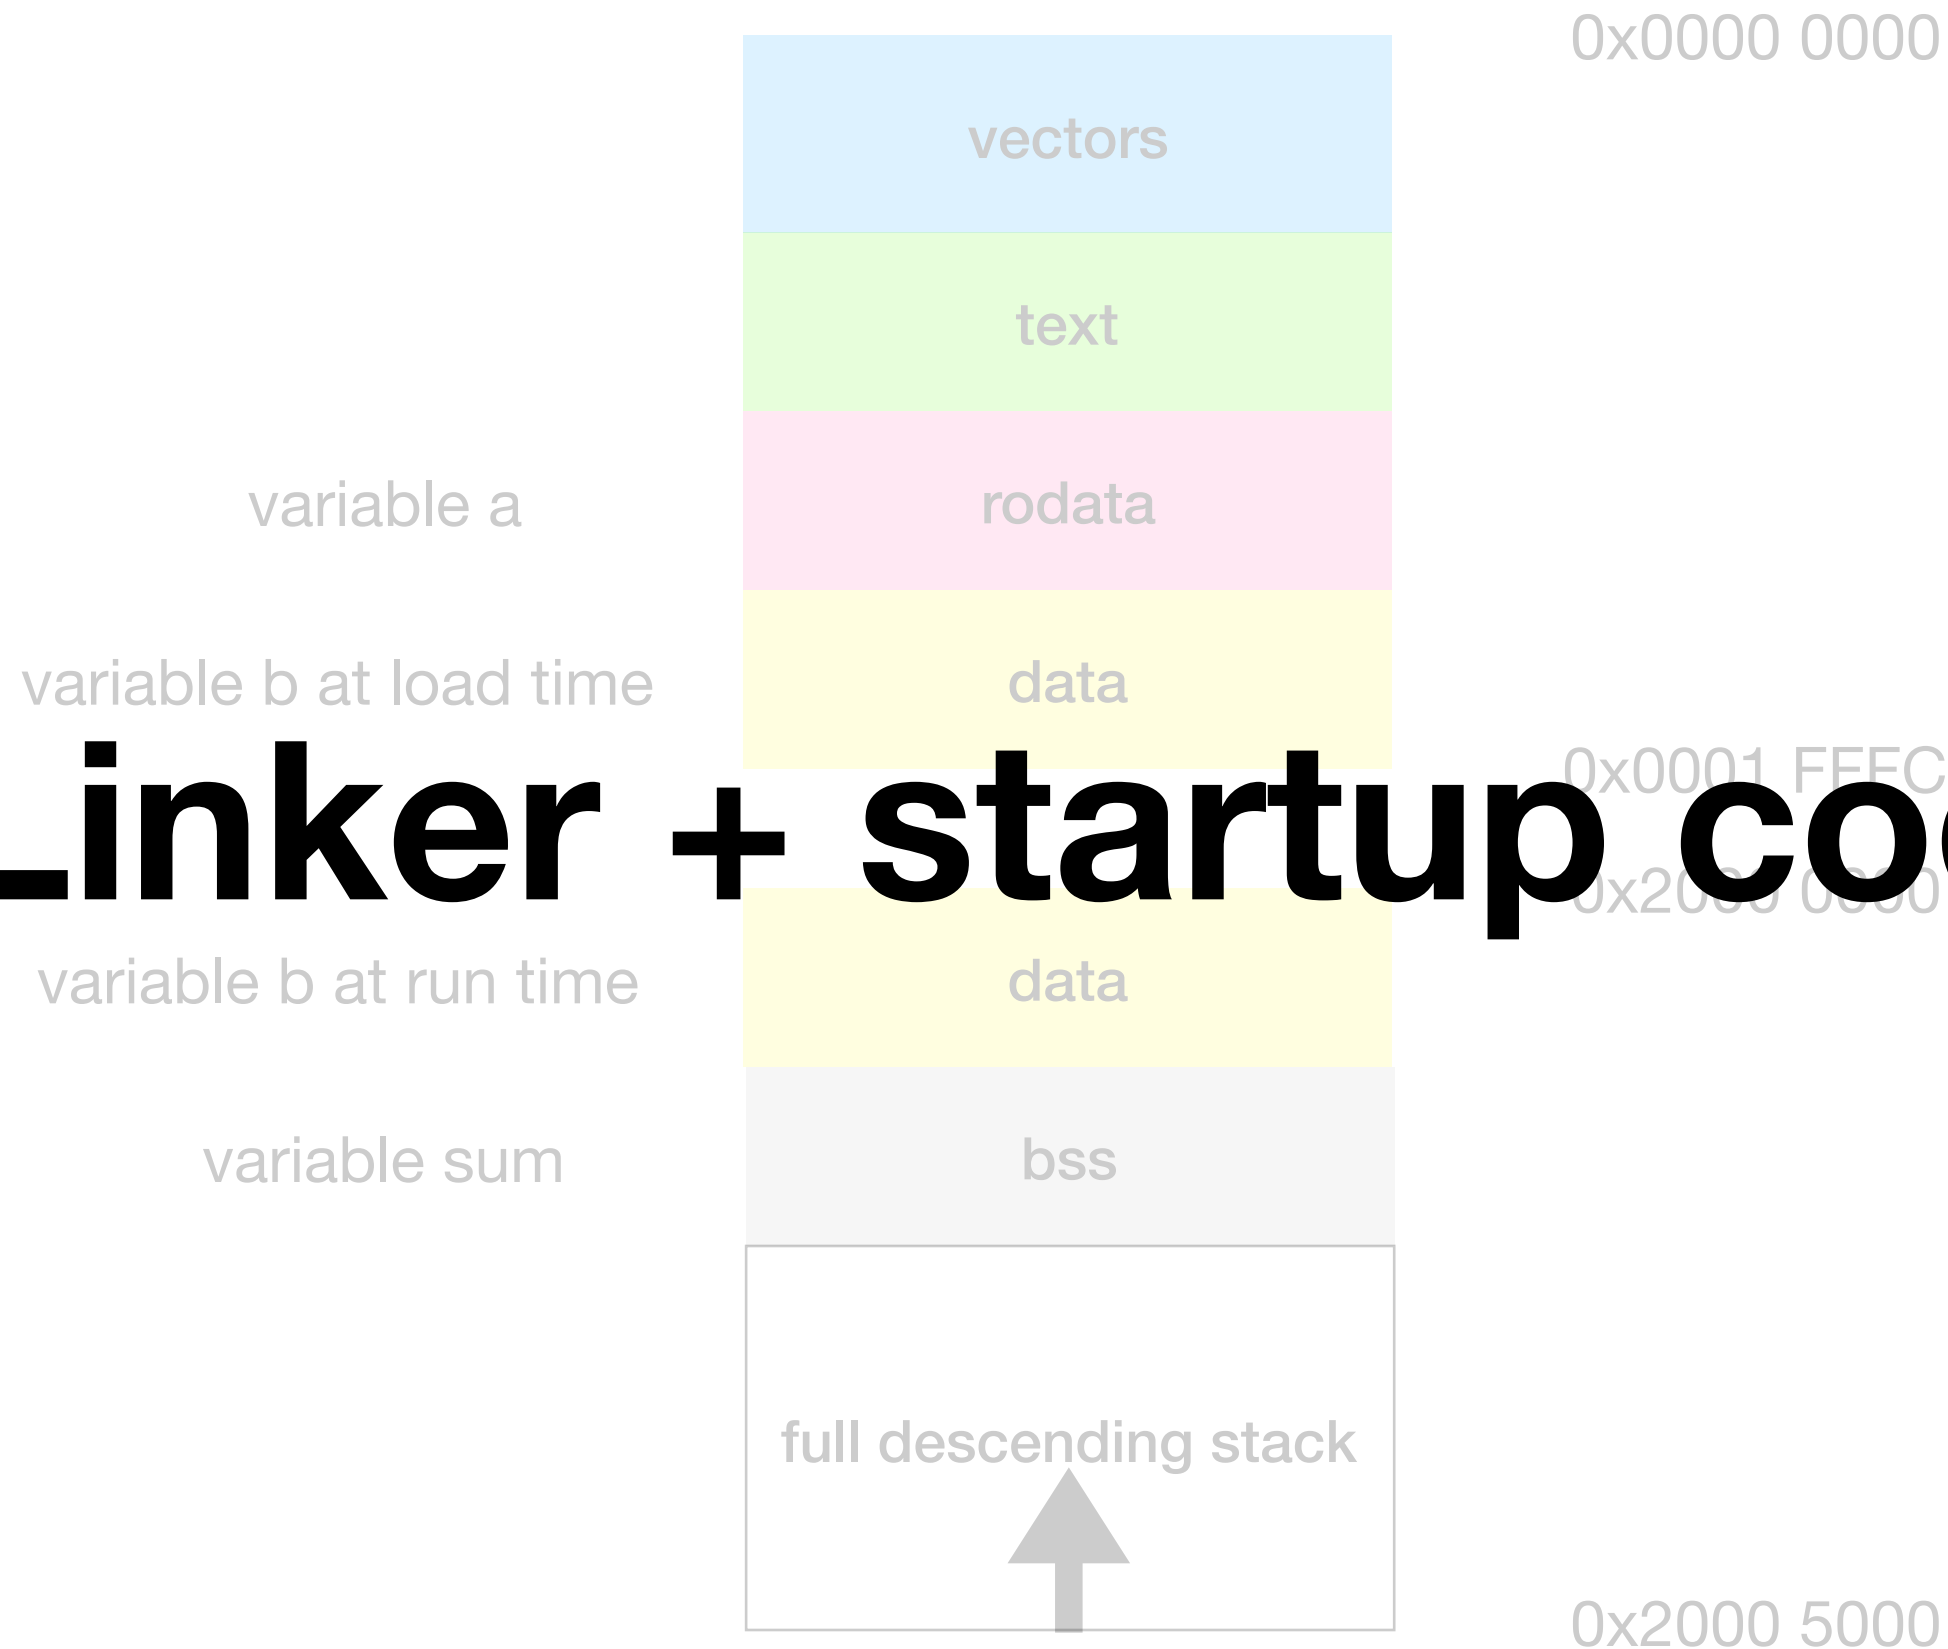 0x0000 0000
vectors
text
variable a rodata
variable b at load time data
0x0001 FFFC
Linker + startup
0x2000 0000
variable b at run time data
variable sum bss
full descending stack
0x2000 5000